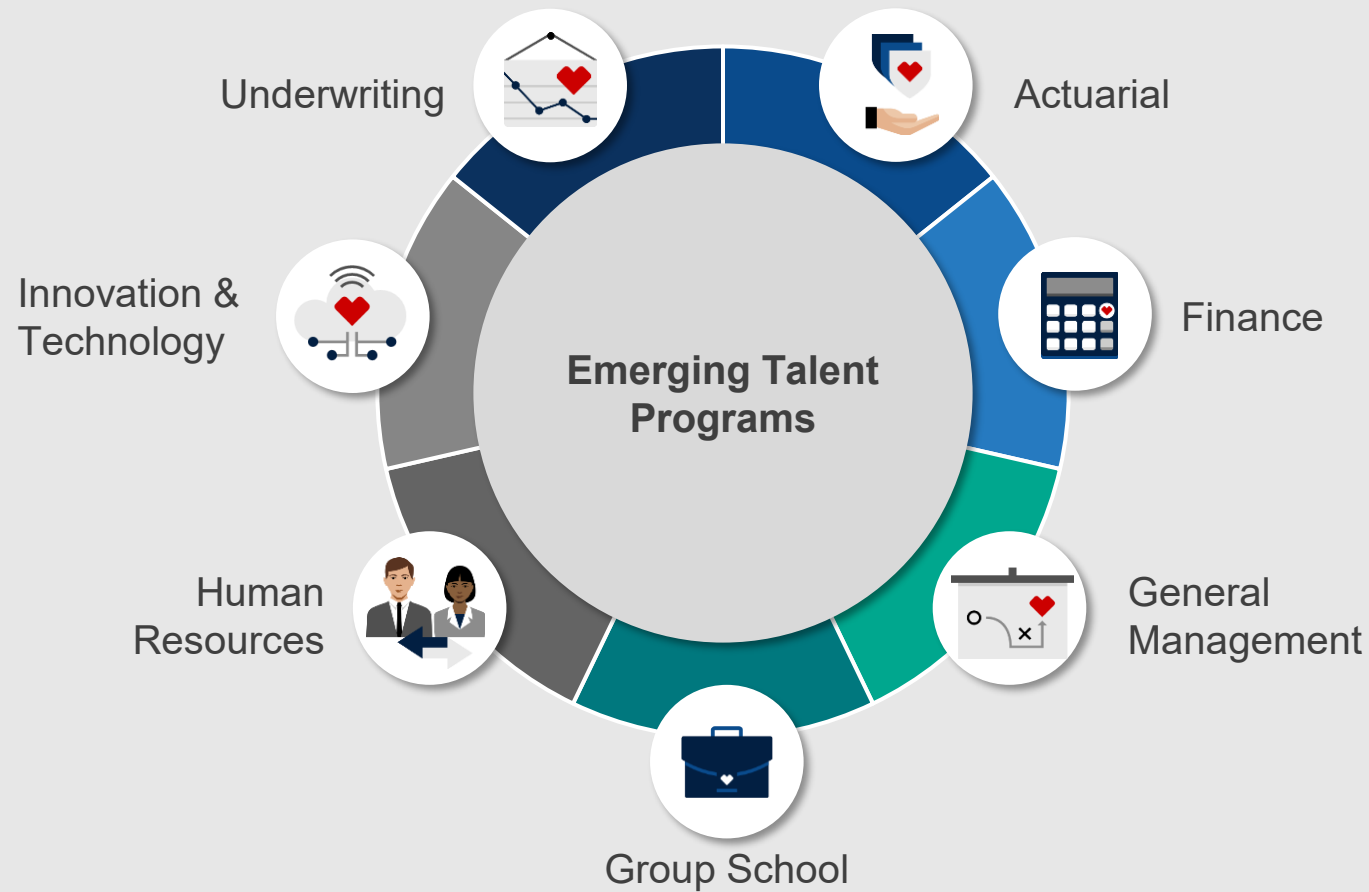 Underwriting
Actuarial
Innovation &
Technology
Finance
Emerging Talent
Programs
Human
Resources
General
Management
Group School